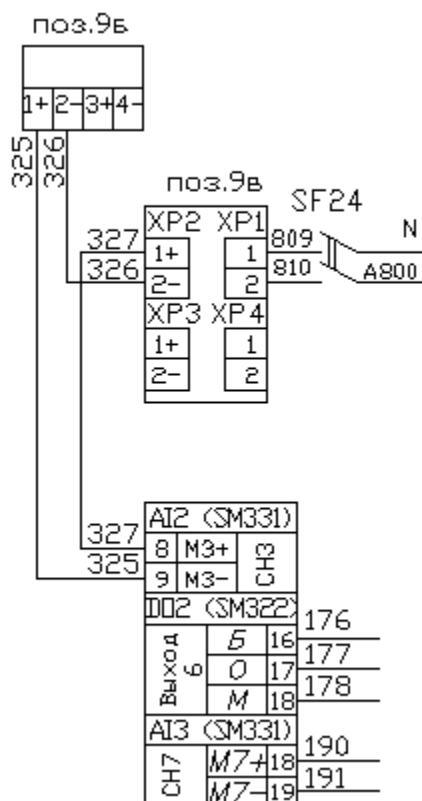 поз.9б
1+ 2- 3+ 4-
325 326
поз.9в
SF24
XP2 XP1
327 1+ 1 809 N
326 2- 2 810 A800
XP3 XP4
1+ 1
2- 2
AI2 (SM331)
327 8 M3+ CH3
325 9 M3-
DO2 (SM322)
Выход 6
Б 16 176
О 17 177
М 18 178
AI3 (SM331)
CH7
M7+ 18 190
M7- 19 191